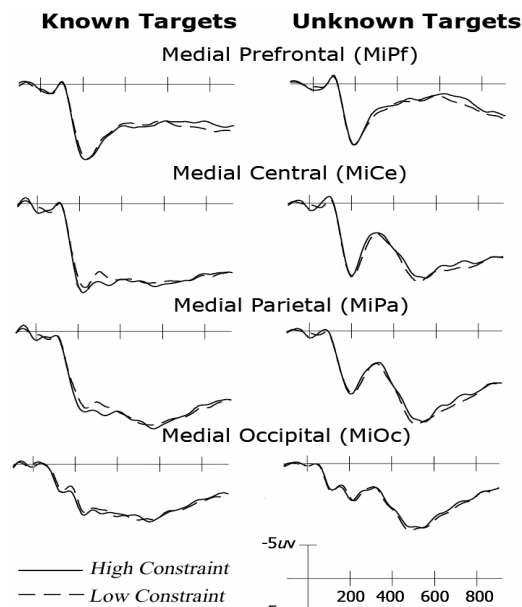 Known Targets
Unknown Targets
Medial Prefrontal (MiPf)
Medial Central (MiCe)
Medial Parietal (MiPa)
Medial Occipital (MiOc)
-5uv
High Constraint
Low Constraint
200 400 600 800